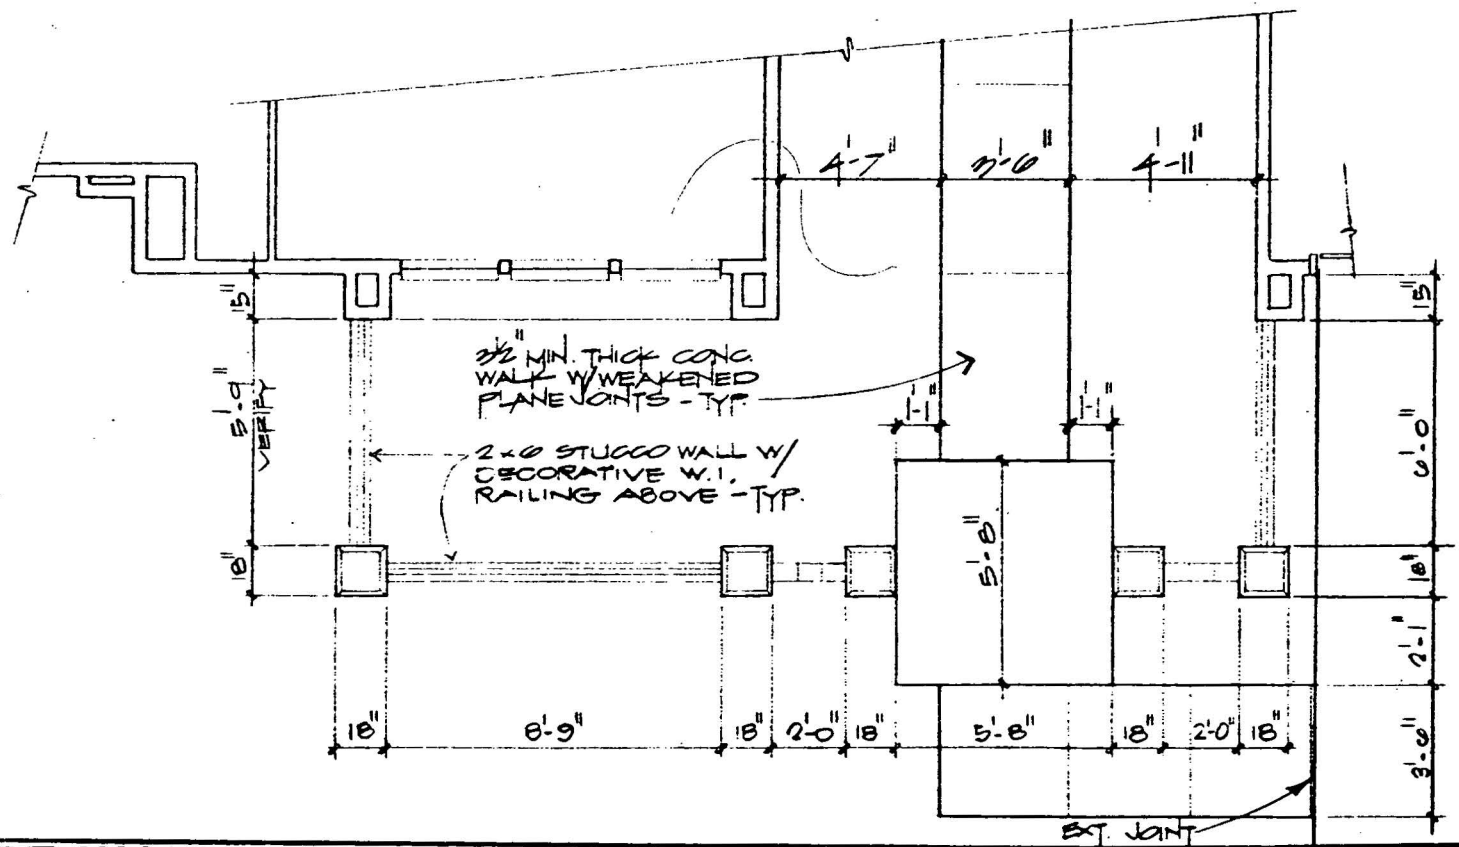 4'-7"
3'-6"
4'-11"
15"
15"
3½" MIN. THICK CONC.
WALK W/WEAKENED
PLANE JOINTS - TYP.
1'-1"
1'-1"
5'-0"
VERIFY
6'-0"
2x6 STUCCO WALL W/
DECORATIVE W.I.
RAILING ABOVE - TYP.
5'-8"
18"
18"
2'-1"
18"
8'-9"
18"
2'-0"
18"
5'-8"
18"
2'-0"
18"
3'-6"
EXT. JOINT